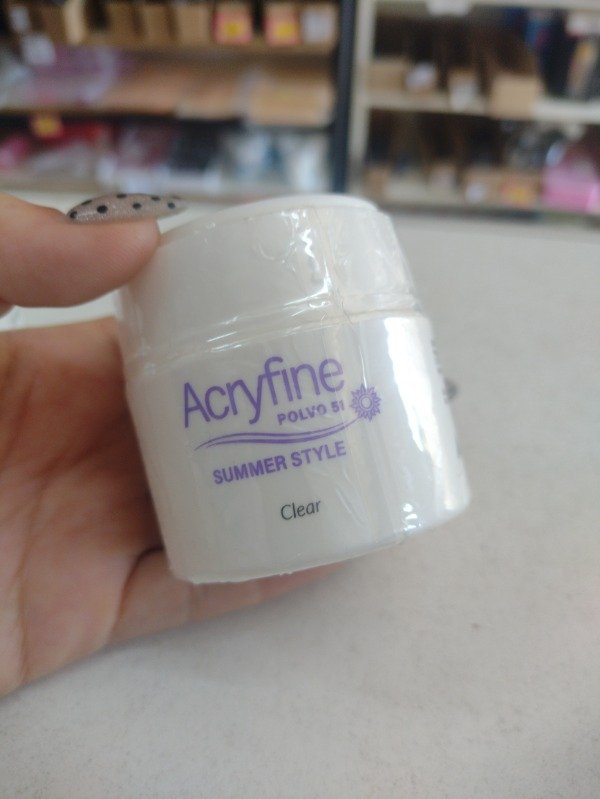 Acryfine
POLVO 51
SUMMER STYLE
Clear